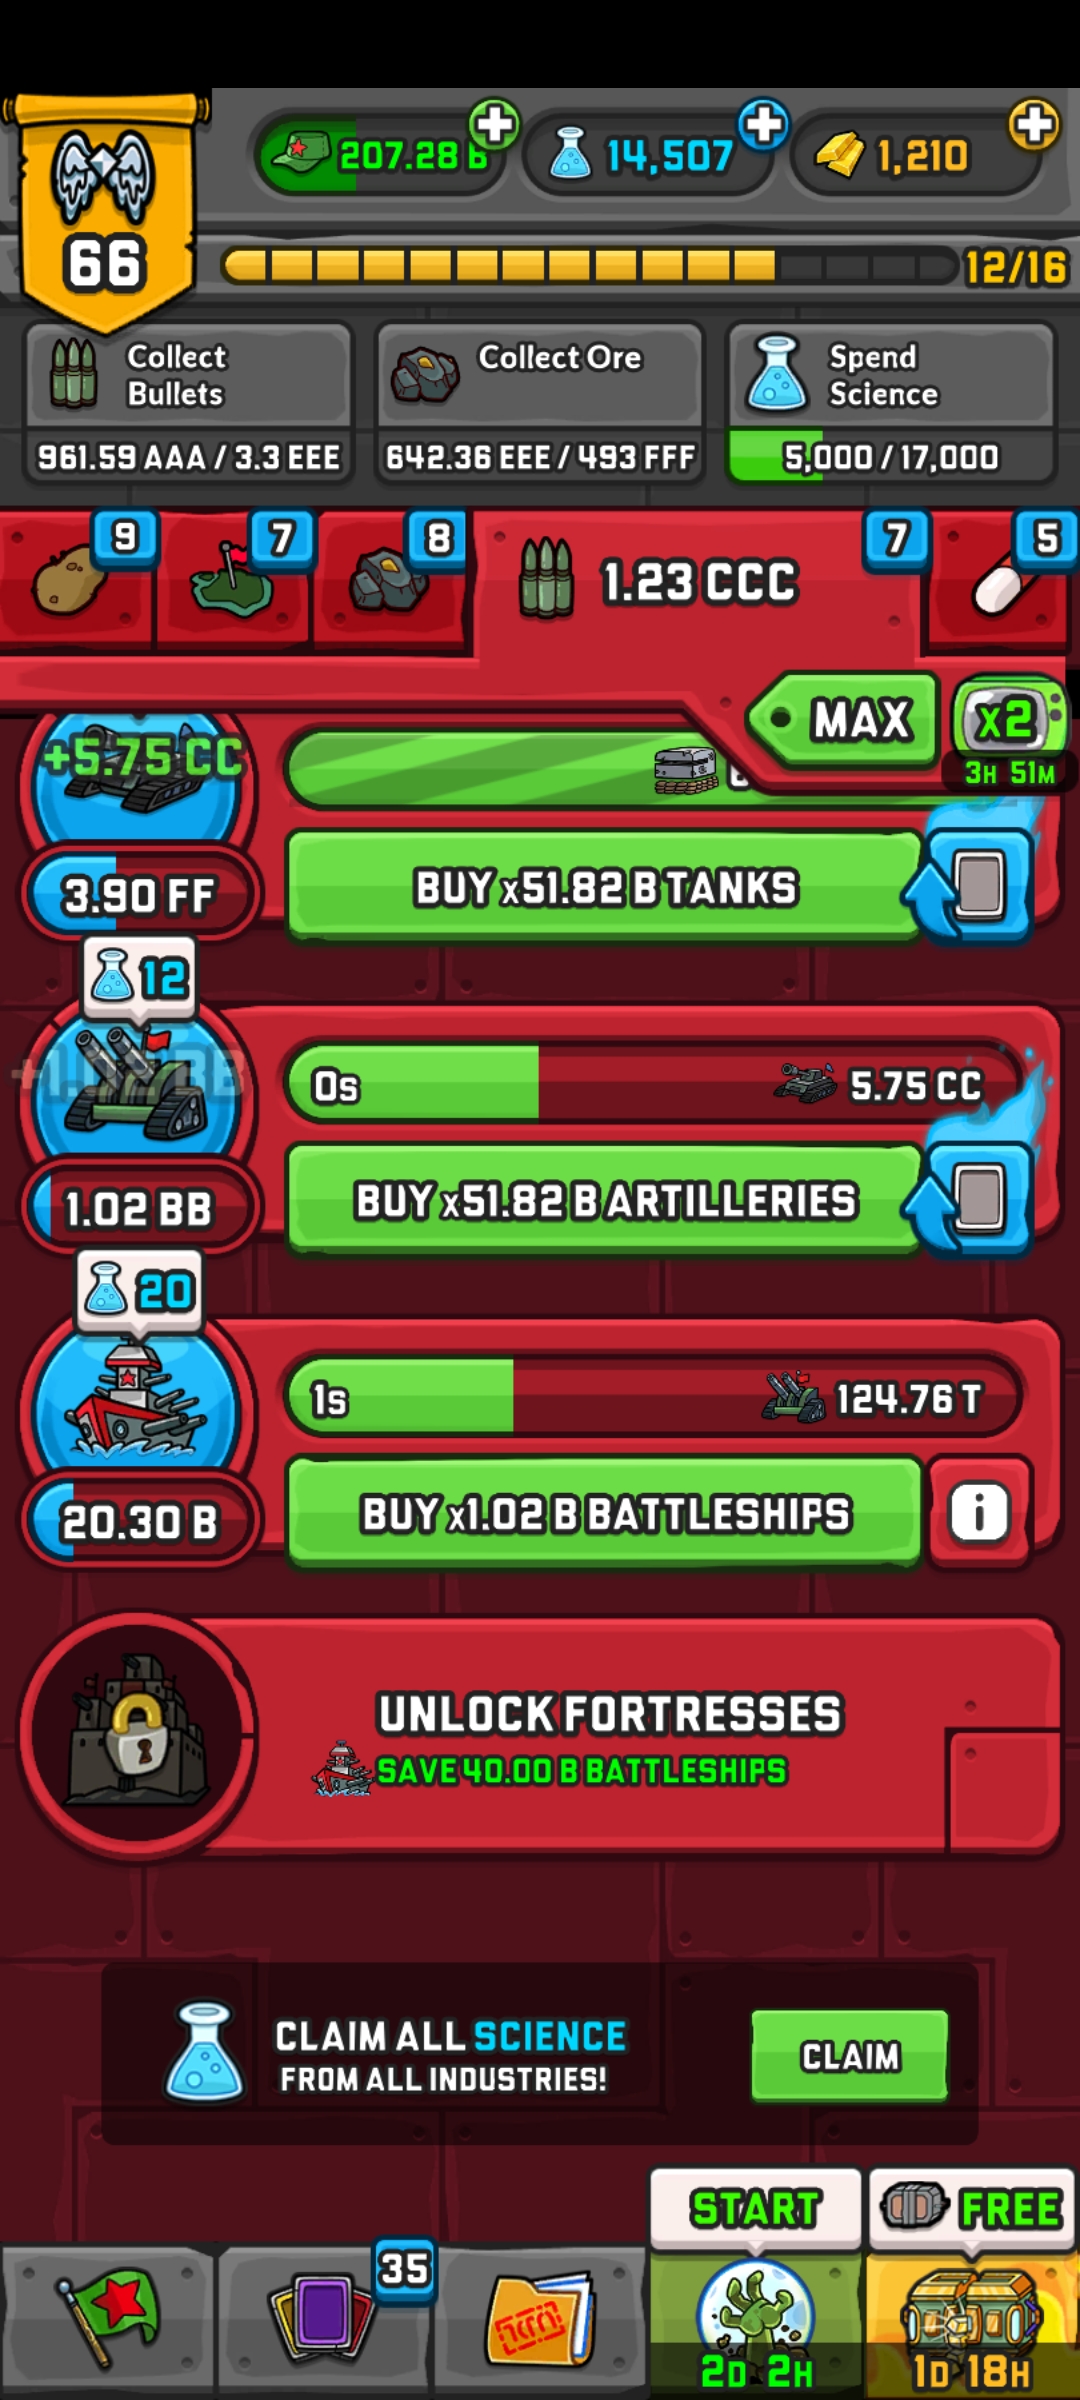 207.28 B
14,507
1,210
66
12/16
Collect
Bullets
Collect Ore
Spend
Science
961.59 AAA / 3.3 EEE
642.36 EEE / 493 FFF
5,000 / 17,000
9
7
8
1.23 CCC
7
5
MAX
x2
3H 51M
+5.75 CC
3.90 FF
BUY x51.82 B TANKS
12
0s
5.75 CC
1.02 BB
BUY x51.82 B ARTILLERIES
20
1s
124.76 T
20.30 B
BUY x1.02 B BATTLESHIPS
i
UNLOCK FORTRESSES
SAVE 40.00 B BATTLESHIPS
CLAIM ALL SCIENCE
FROM ALL INDUSTRIES!
CLAIM
START
FREE
35
2D 2H
1D 18H